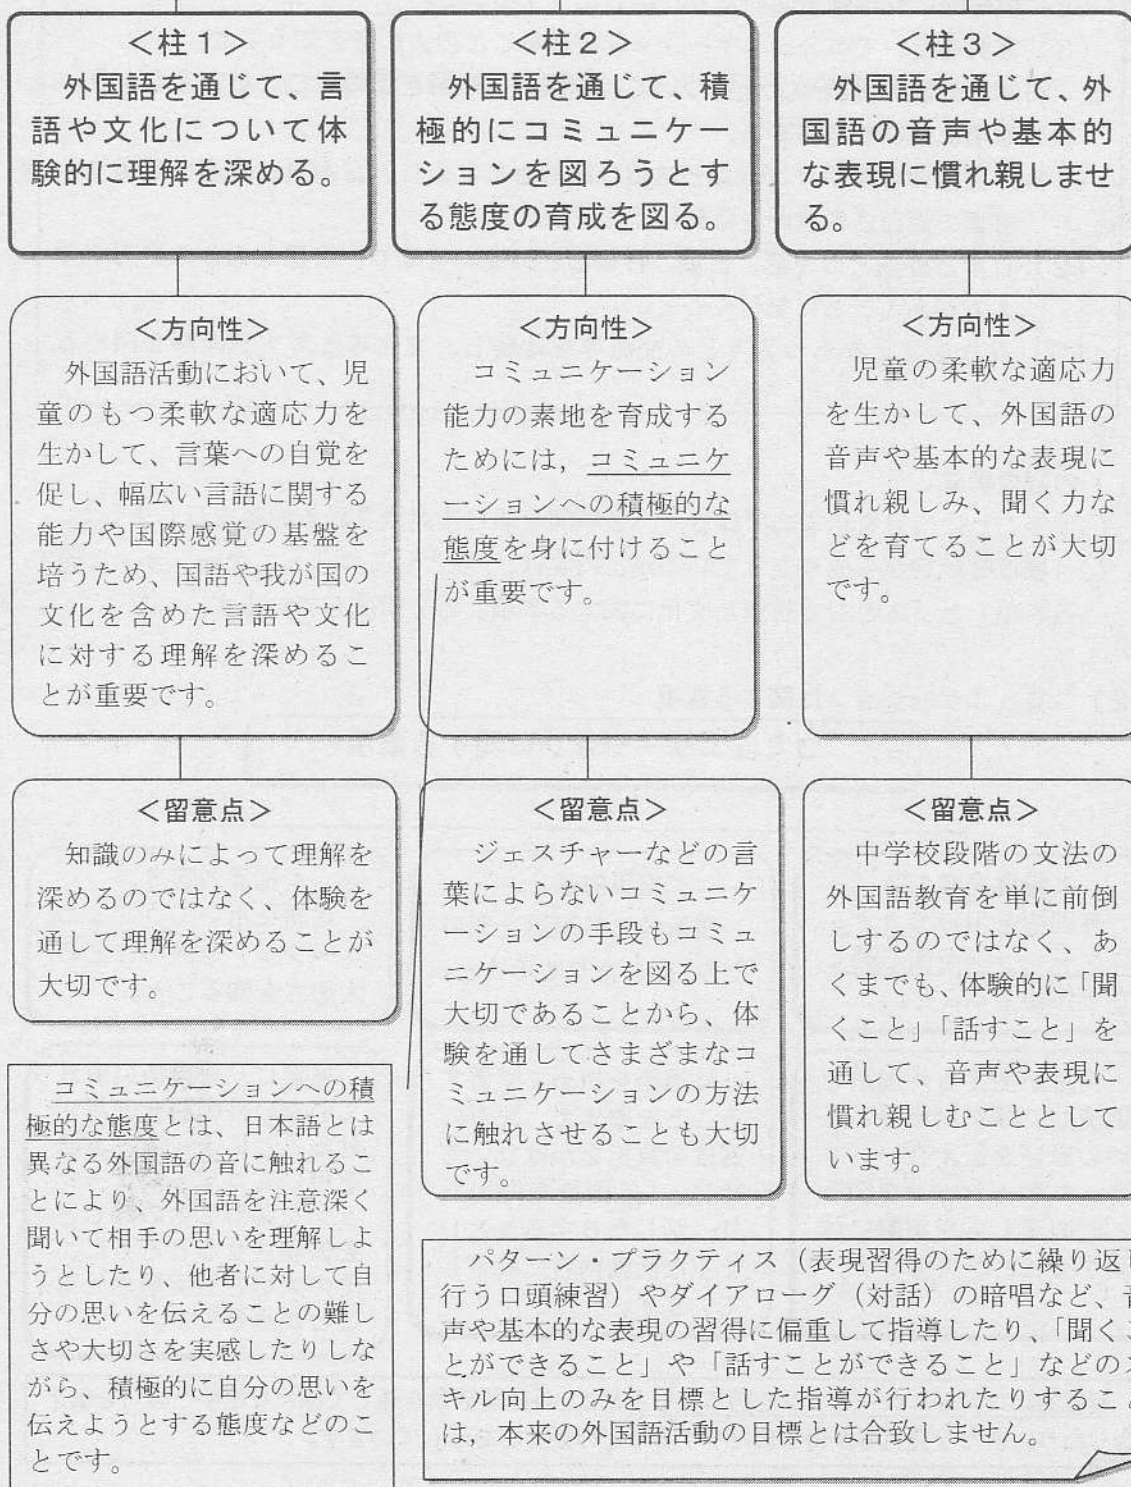 ＜柱１＞
外国語を通じて、言
語や文化について体
験的に理解を深める。
＜柱２＞
外国語を通じて、積
極的にコミュニケー
ションを図ろうとす
る態度の育成を図る。
＜柱３＞
外国語を通じて、外
国語の音声や基本的
な表現に慣れ親しませ
る。
＜方向性＞
外国語活動において、児
童のもつ柔軟な適応力を
生かして、言葉への自覚を
促し、幅広い言語に関する
能力や国際感覚の基盤を
培うため、国語や我が国の
文化を含めた言語や文化
に対する理解を深めるこ
とが重要です。
＜方向性＞
コミュニケーション
能力の素地を育成する
ためには，コミュニケ
ーションへの積極的な
態度を身に付けること
が重要です。
＜方向性＞
児童の柔軟な適応力
を生かして、外国語の
音声や基本的な表現に
慣れ親しみ、聞く力な
どを育てることが大切
です。
＜留意点＞
知識のみによって理解を
深めるのではなく、体験を
通して理解を深めることが
大切です。
＜留意点＞
ジェスチャーなどの言
葉によらないコミュニケ
ーションの手段もコミュ
ニケーションを図る上で
大切であることから、体
験を通してさまざまなコ
ミュニケーションの方法
に触れさせることも大切
です。
＜留意点＞
中学校段階の文法の
外国語教育を単に前倒
しするのではなく、あ
くまでも、体験的に「聞
くこと」「話すこと」を
通して、音声や表現に
慣れ親しむこととして
います。
コミュニケーションへの積
極的な態度とは、日本語とは
異なる外国語の音に触れるこ
とにより、外国語を注意深く
聞いて相手の思いを理解しよ
うとしたり、他者に対して自
分の思いを伝えることの難し
さや大切さを実感したりしな
がら、積極的に自分の思いを
伝えようとする態度などのこ
とです。
パターン・プラクティス（表現習得のために繰り返し
行う口頭練習）やダイアローグ（対話）の暗唱など、音
声や基本的な表現の習得に偏重して指導したり、「聞くこ
とができること」や「話すことができること」などのス
キル向上のみを目標とした指導が行われたりすること
は，本来の外国語活動の目標とは合致しません。